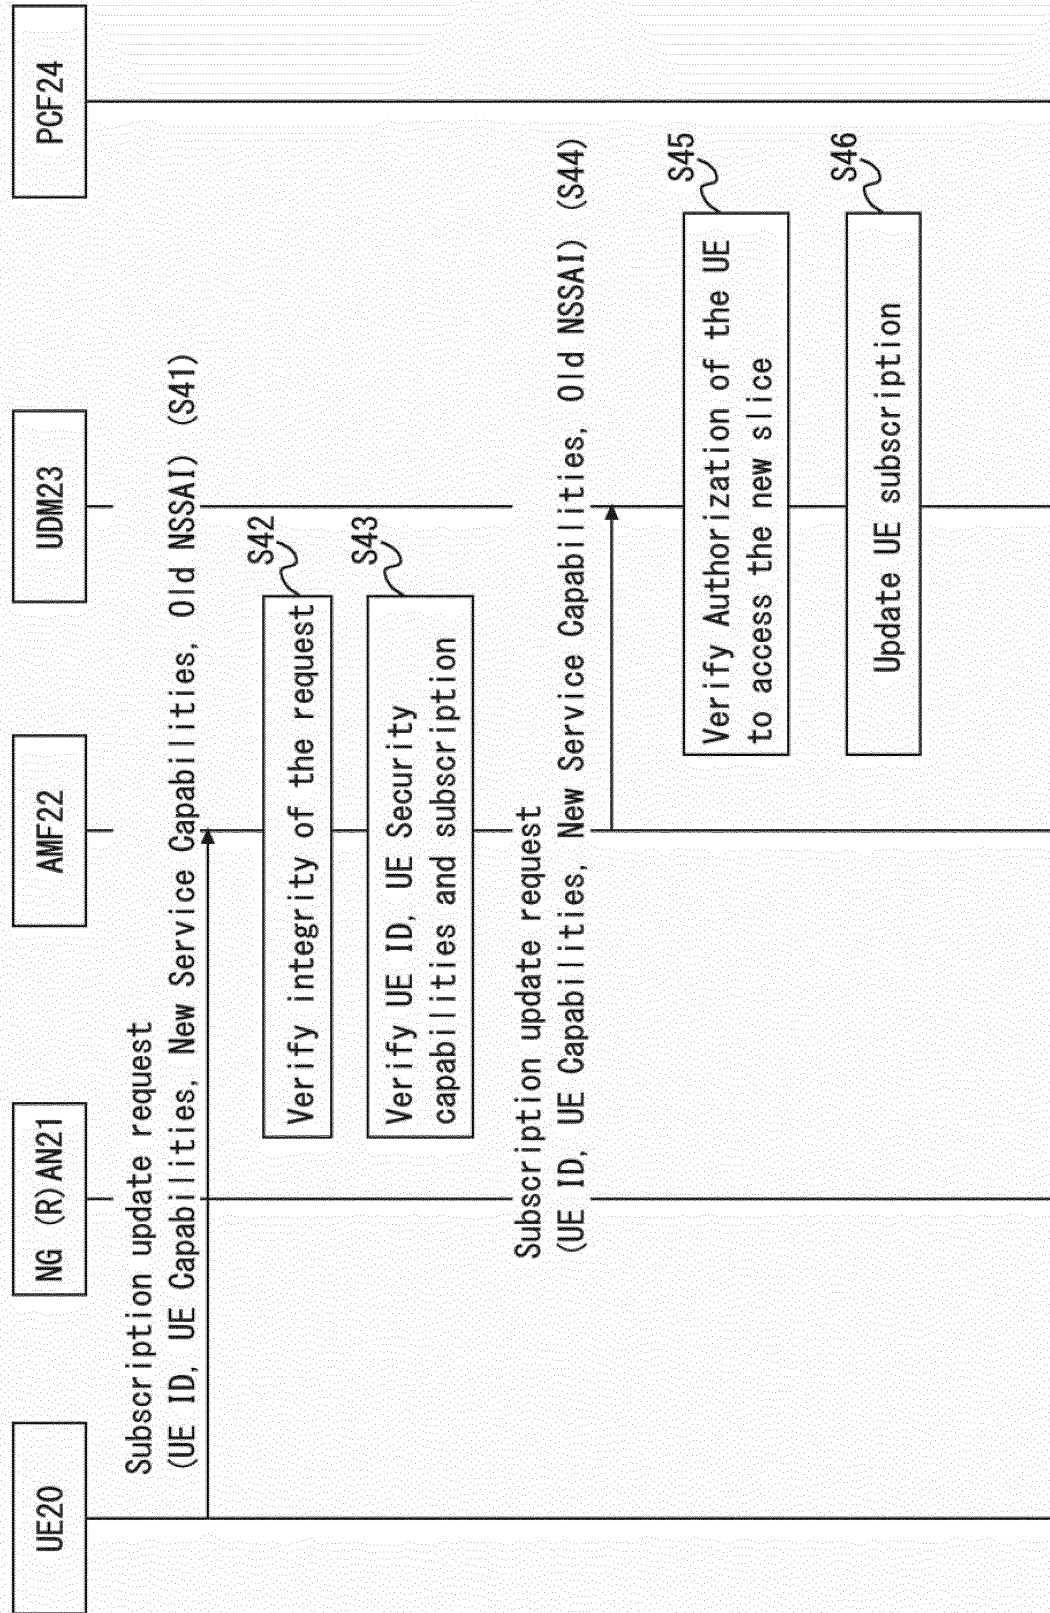 UE20
NG (R)AN21
AMF22
UDM23
PCF24
Subscription update request
(UE ID, UE Capabilities, New Service Capabilities, Old NSSAI) (S41)
S42
Verify integrity of the request
S43
Verify UE ID, UE Security
capabilities and subscription
Subscription update request
(UE ID, UE Capabilities, New Service Capabilities, Old NSSAI) (S44)
S45
Verify Authorization of the UE
to access the new slice
S46
Update UE subscription